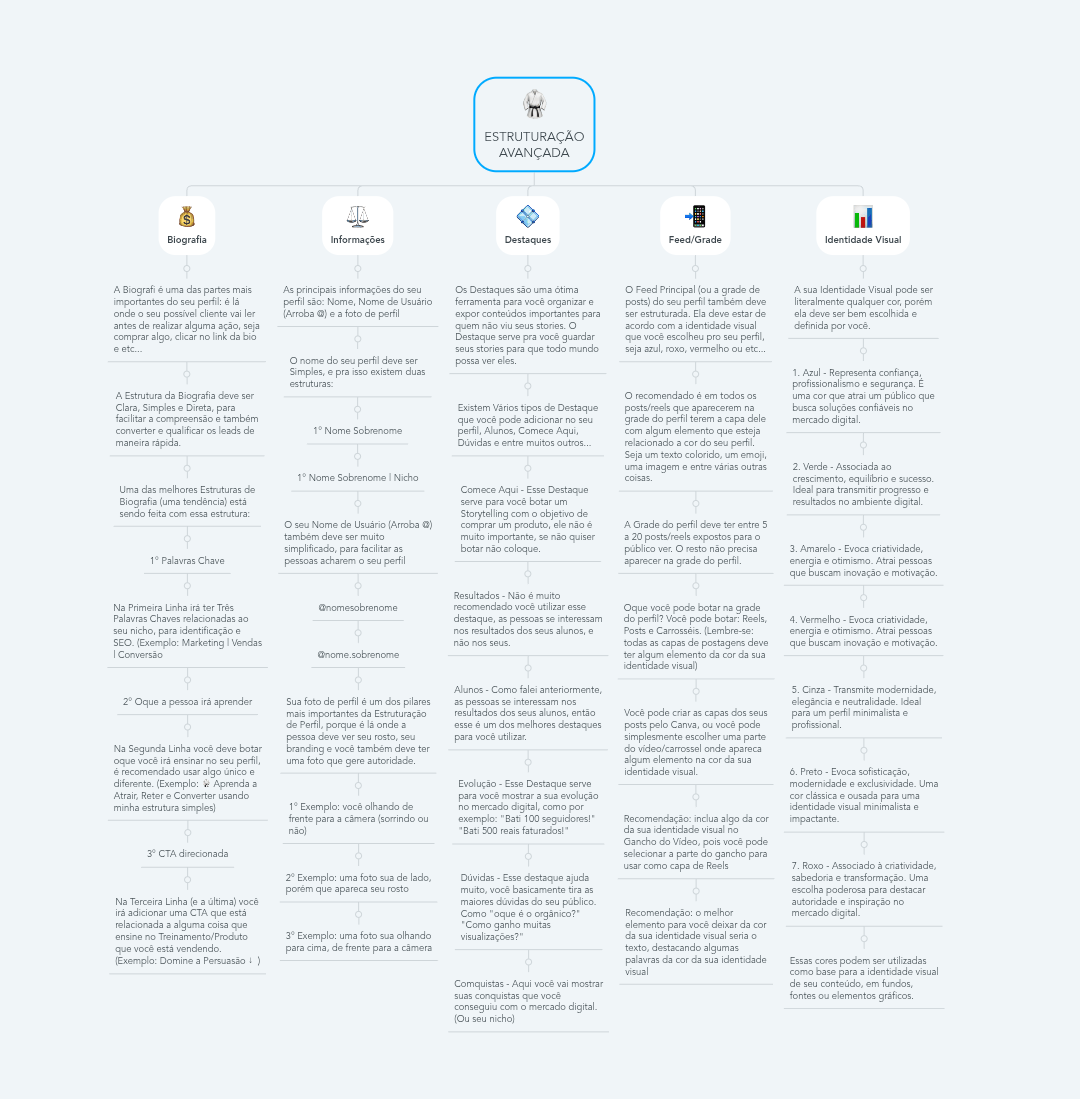 ESTRUTURAÇÃO
AVANÇADA
Biografia
A Biografi é uma das partes mais
importantes do seu perfil: é lá
onde o seu possível cliente vai ler
antes de realizar alguma ação, seja
comprar algo, clicar no link da bio
e etc...
A Estrutura da Biografia deve ser
Clara, Simples e Direta, para
facilitar a compreensão e também
converter e qualificar os leads de
maneira rápida.
Uma das melhores Estruturas de
Biografia (uma tendência) está
sendo feita com essa estrutura:
1° Palavras Chave
Na Primeira Linha irá ter Três
Palavras Chaves relacionadas ao
seu nicho, para identificação e
SEO. (Exemplo: Marketing | Vendas
| Conversão
2° Oque a pessoa irá aprender
Na Segunda Linha você deve botar
oque você irá ensinar no seu perfil,
é recomendado usar algo único e
diferente. (Exemplo: ♛ Aprenda a
Atrair, Reter e Converter usando
minha estrutura simples)
3° CTA direcionada
Na Terceira Linha (e a última) você
irá adicionar uma CTA que está
relacionada a alguma coisa que
ensine no Treinamento/Produto
que você está vendendo.
(Exemplo: Domine a Persuasão ↓ )
Informações
As principais informações do seu
perfil são: Nome, Nome de Usuário
(Arroba @) e a foto de perfil
O nome do seu perfil deve ser
Simples, e pra isso existem duas
estruturas:
1° Nome Sobrenome
1° Nome Sobrenome | Nicho
O seu Nome de Usuário (Arroba @)
também deve ser muito
simplificado, para facilitar as
pessoas acharem o seu perfil
@nomesobrenome
@nome.sobrenome
Sua foto de perfil é um dos pilares
mais importantes da Estruturação
de Perfil, porque é lá onde a
pessoa deve ver seu rosto, seu
branding e você também deve ter
uma foto que gere autoridade.
1° Exemplo: você olhando de
frente para a câmera (sorrindo ou
não)
2° Exemplo: uma foto sua de lado,
porém que apareca seu rosto
3° Exemplo: uma foto sua olhando
para cima, de frente para a câmera
Destaques
Os Destaques são uma ótima
ferramenta para você organizar e
expor conteúdos importantes para
quem não viu seus stories. O
Destaque serve pra você guardar
seus stories para que todo mundo
possa ver eles.
Existem Vários tipos de Destaque
que você pode adicionar no seu
perfil, Alunos, Comece Aqui,
Dúvidas e entre muitos outros...
Comece Aqui - Esse Destaque
serve para você botar um
Storytelling com o objetivo de
comprar um produto, ele não é
muito importante, se não quiser
botar não coloque.
Resultados - Não é muito
recomendado você utilizar esse
destaque, as pessoas se interessam
nos resultados dos seus alunos, e
não nos seus.
Alunos - Como falei anteriormente,
as pessoas se interessam nos
resultados dos seus alunos, então
esse é um dos melhores destaques
para você utilizar.
Evolução - Esse Destaque serve
para você mostrar a sua evolução
no mercado digital, como por
exemplo: "Bati 100 seguidores!"
"Bati 500 reais faturados!"
Dúvidas - Esse destaque ajuda
muito, você basicamente tira as
maiores dúvidas do seu público.
Como "oque é o orgânico?"
"Como ganho muitas
visualizações?"
Comquistas - Aqui você vai mostrar
suas conquistas que você
conseguiu com o mercado digital.
(Ou seu nicho)
Feed/Grade
O Feed Principal (ou a grade de
posts) do seu perfil também deve
ser estruturada. Ela deve estar de
acordo com a identidade visual
que você escolheu pro seu perfil,
seja azul, roxo, vermelho ou etc...
O recomendado é em todos os
posts/reels que aparecerem na
grade do perfil terem a capa dele
com algum elemento que esteja
relacionado a cor do seu perfil.
Seja um texto colorido, um emoji,
uma imagem e entre várias outras
coisas.
A Grade do perfil deve ter entre 5
a 20 posts/reels expostos para o
público ver. O resto não precisa
aparecer na grade do perfil.
Oque você pode botar na grade
do perfil? Você pode botar: Reels,
Posts e Carrosséis. (Lembre-se:
todas as capas de postagens deve
ter algum elemento da cor da sua
identidade visual)
Você pode criar as capas dos seus
posts pelo Canva, ou você pode
simplesmente escolher uma parte
do vídeo/carrossel onde apareca
algum elemento na cor da sua
identidade visual.
Recomendação: inclua algo da cor
da sua identidade visual no
Gancho do Vídeo, pois você pode
selecionar a parte do gancho para
usar como capa de Reels
Recomendação: o melhor
elemento para você deixar da cor
da sua identidade visual seria o
texto, destacando algumas
palavras da cor da sua identidade
visual
Identidade Visual
A sua Identidade Visual pode ser
literalmente qualquer cor, porém
ela deve ser bem escolhida e
definida por você.
1. Azul - Representa confiança,
profissionalismo e segurança. É
uma cor que atrai um público que
busca soluções confiáveis no
mercado digital.
2. Verde - Associada ao
crescimento, equilíbrio e sucesso.
Ideal para transmitir progresso e
resultados no ambiente digital.
3. Amarelo - Evoca criatividade,
energia e otimismo. Atrai pessoas
que buscam inovação e motivação.
4. Vermelho - Evoca criatividade,
energia e otimismo. Atrai pessoas
que buscam inovação e motivação.
5. Cinza - Transmite modernidade,
elegância e neutralidade. Ideal
para um perfil minimalista e
profissional.
6. Preto - Evoca sofisticação,
modernidade e exclusividade. Uma
cor clássica e ousada para uma
identidade visual minimalista e
impactante.
7. Roxo - Associado à criatividade,
sabedoria e transformação. Uma
escolha poderosa para destacar
autoridade e inspiração no
mercado digital.
Essas cores podem ser utilizadas
como base para a identidade visual
de seu conteúdo, em fundos,
fontes ou elementos gráficos.